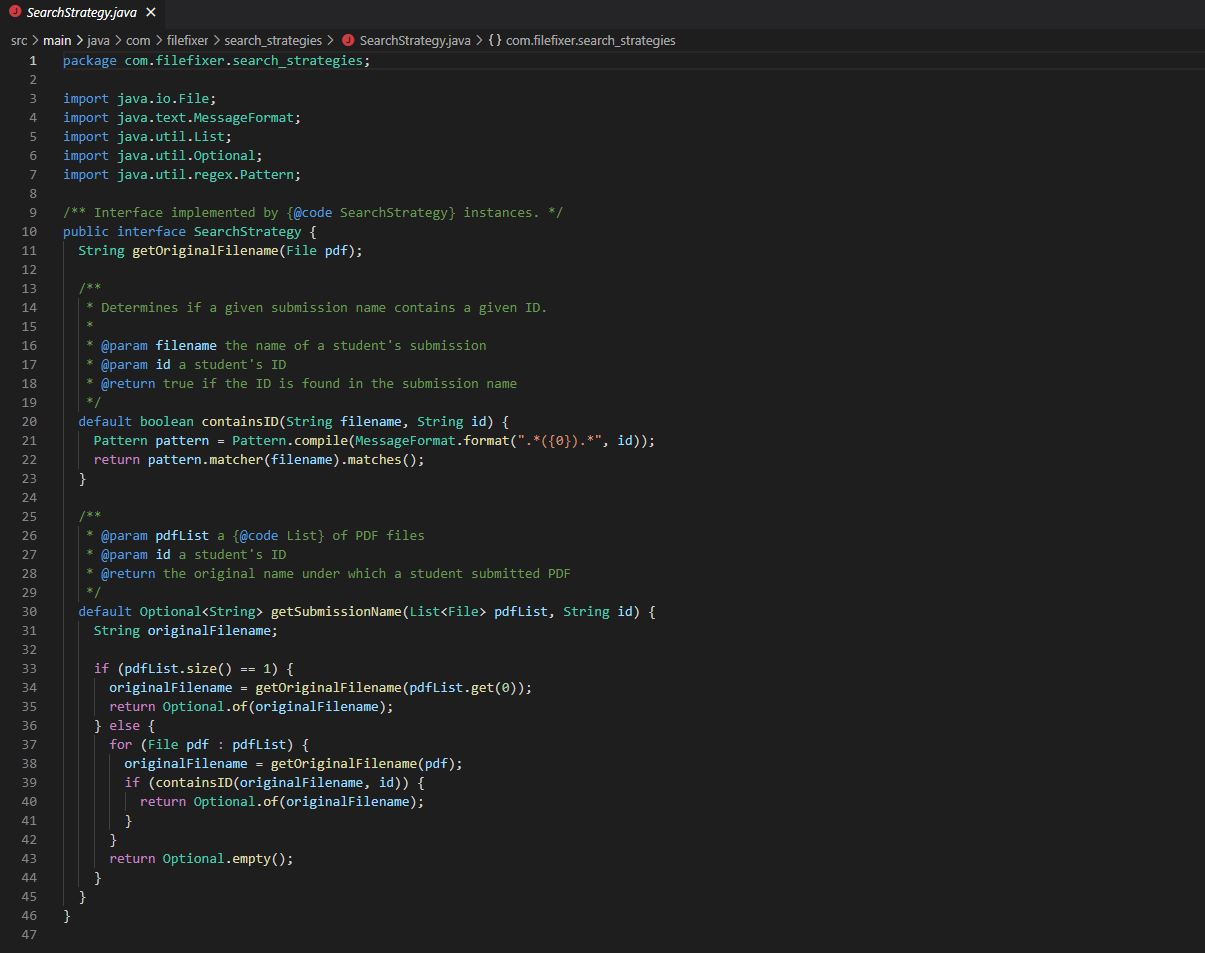 SearchStrategy.java ×
src > main > java > com > filefixer > search_strategies > J SearchStrategy.java > {} com.filefixer.search_strategies
1 package com.filefixer.search_strategies;
2
3 import java.io.File;
4 import java.text.MessageFormat;
5 import java.util.List;
6 import java.util.Optional;
7 import java.util.regex.Pattern;
8
9 /** Interface implemented by {@code SearchStrategy} instances. */
10 public interface SearchStrategy {
11   String getOriginalFilename(File pdf);
12
13   /**
14    * Determines if a given submission name contains a given ID.
15    *
16    * @param filename the name of a student's submission
17    * @param id a student's ID
18    * @return true if the ID is found in the submission name
19    */
20   default boolean containsID(String filename, String id) {
21     Pattern pattern = Pattern.compile(MessageFormat.format(".*({0}).*", id));
22     return pattern.matcher(filename).matches();
23   }
24
25   /**
26    * @param pdfList a {@code List} of PDF files
27    * @param id a student's ID
28    * @return the original name under which a student submitted PDF
29    */
30   default Optional<String> getSubmissionName(List<File> pdfList, String id) {
31     String originalFilename;
32
33     if (pdfList.size() == 1) {
34       originalFilename = getOriginalFilename(pdfList.get(0));
35       return Optional.of(originalFilename);
36     } else {
37       for (File pdf : pdfList) {
38         originalFilename = getOriginalFilename(pdf);
39         if (containsID(originalFilename, id)) {
40           return Optional.of(originalFilename);
41         }
42       }
43       return Optional.empty();
44     }
45   }
46 }
47